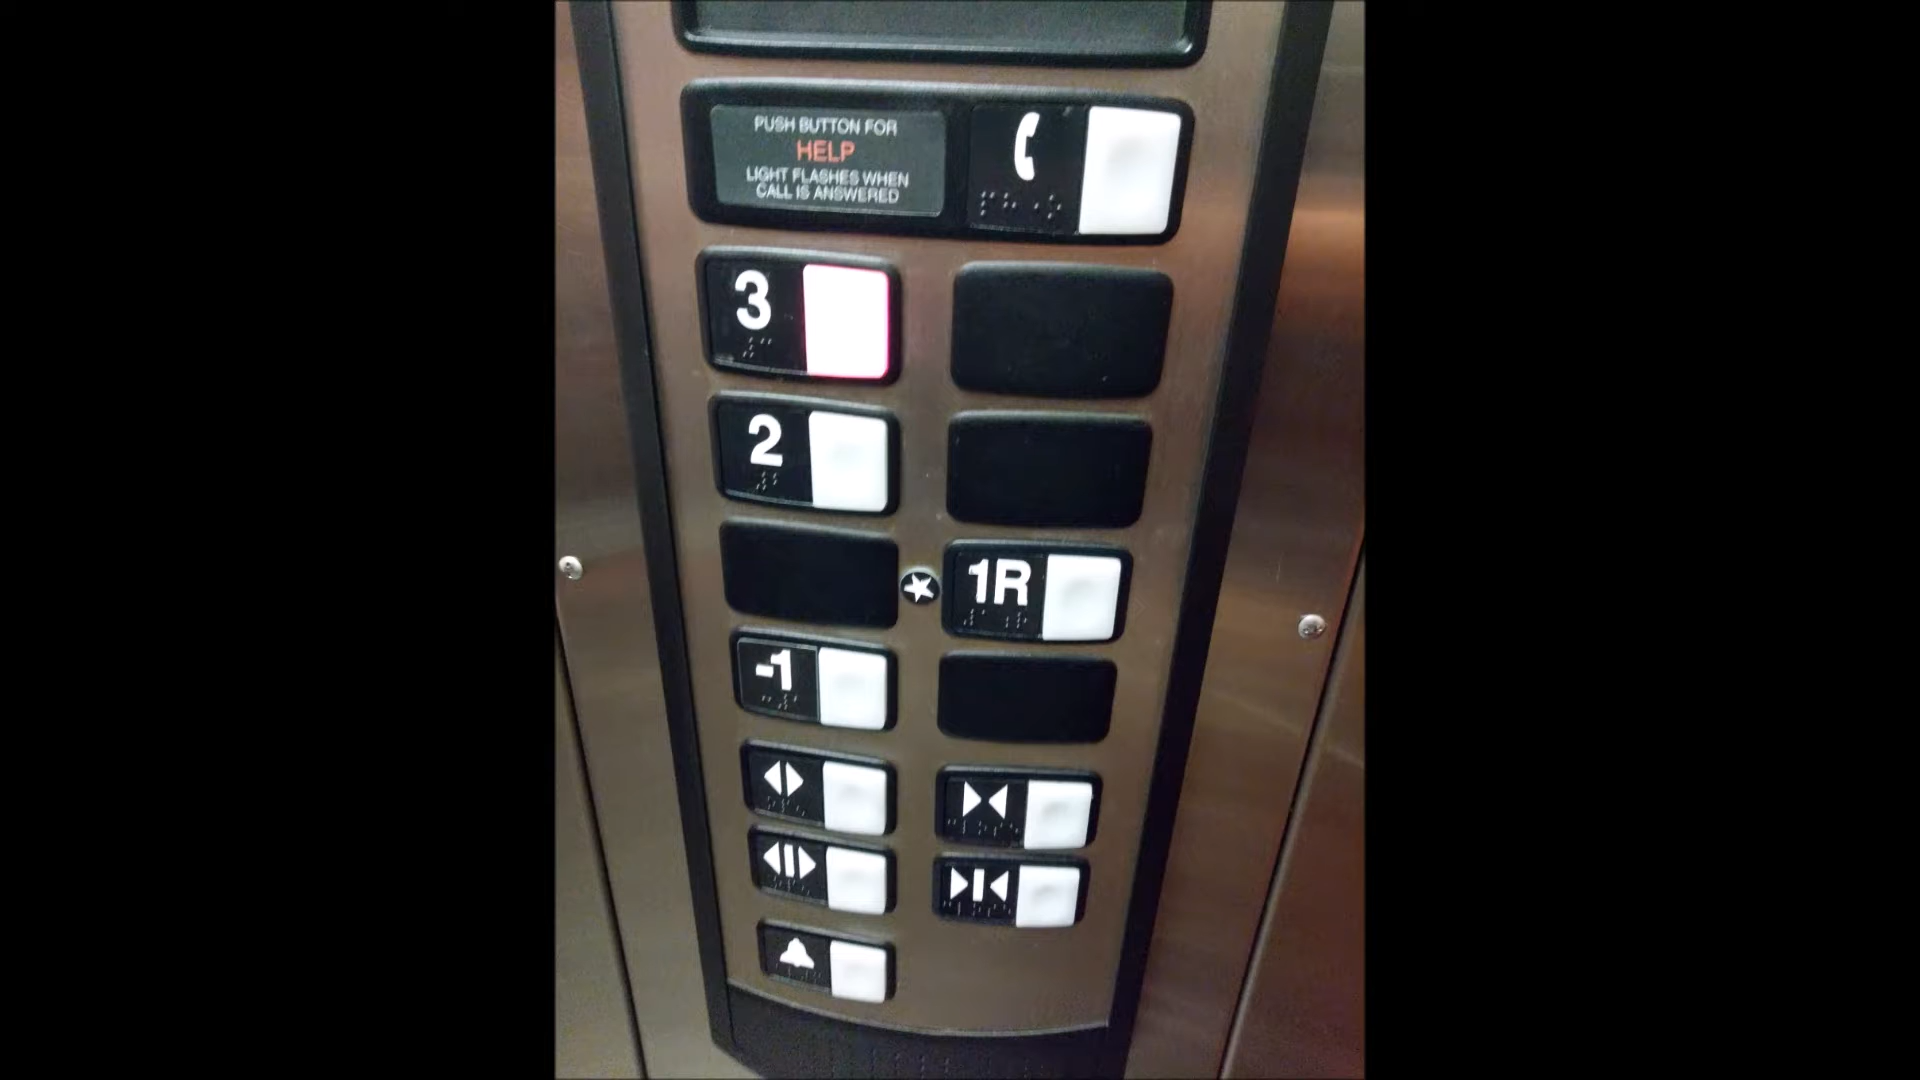 PUSH BUTTON FOR
HELP
LIGHT FLASHES WHEN
CALL IS ANSWERED
3
2
1R
-1